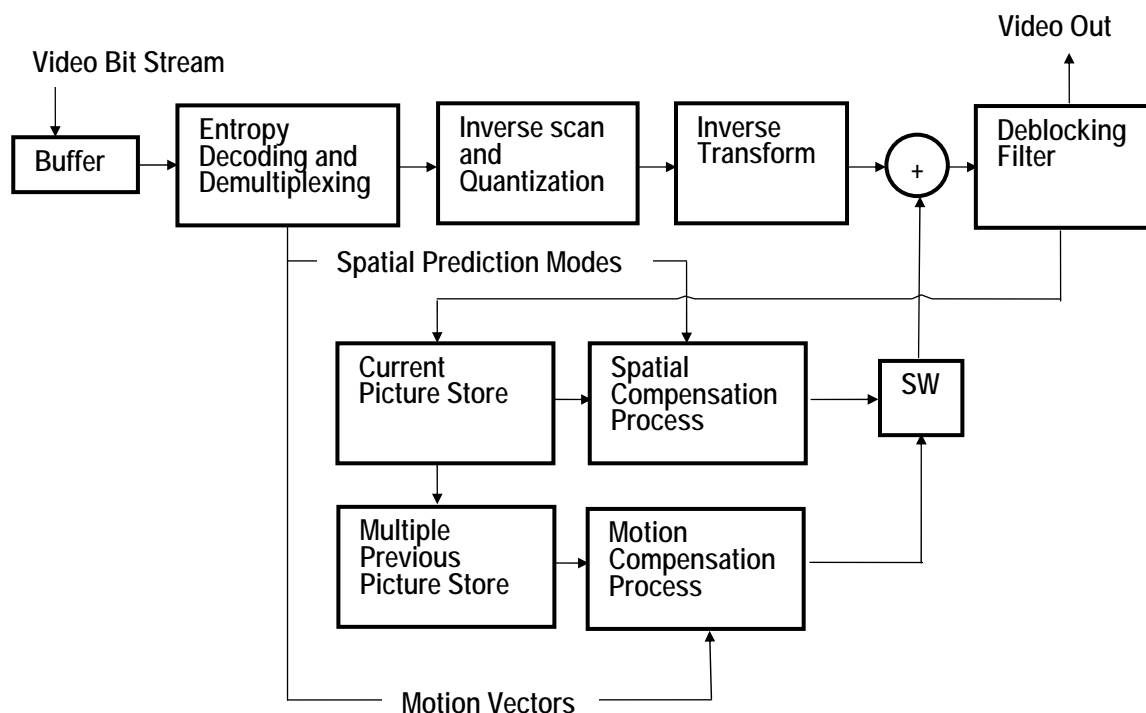 Video Out
Video Bit Stream
Buffer
Entropy
Decoding and
Demultiplexing
Inverse scan
and
Quantization
Inverse
Transform
+
Deblocking
Filter
Spatial Prediction Modes
Current
Picture Store
Spatial
Compensation
Process
SW
Multiple
Previous
Picture Store
Motion
Compensation
Process
Motion Vectors